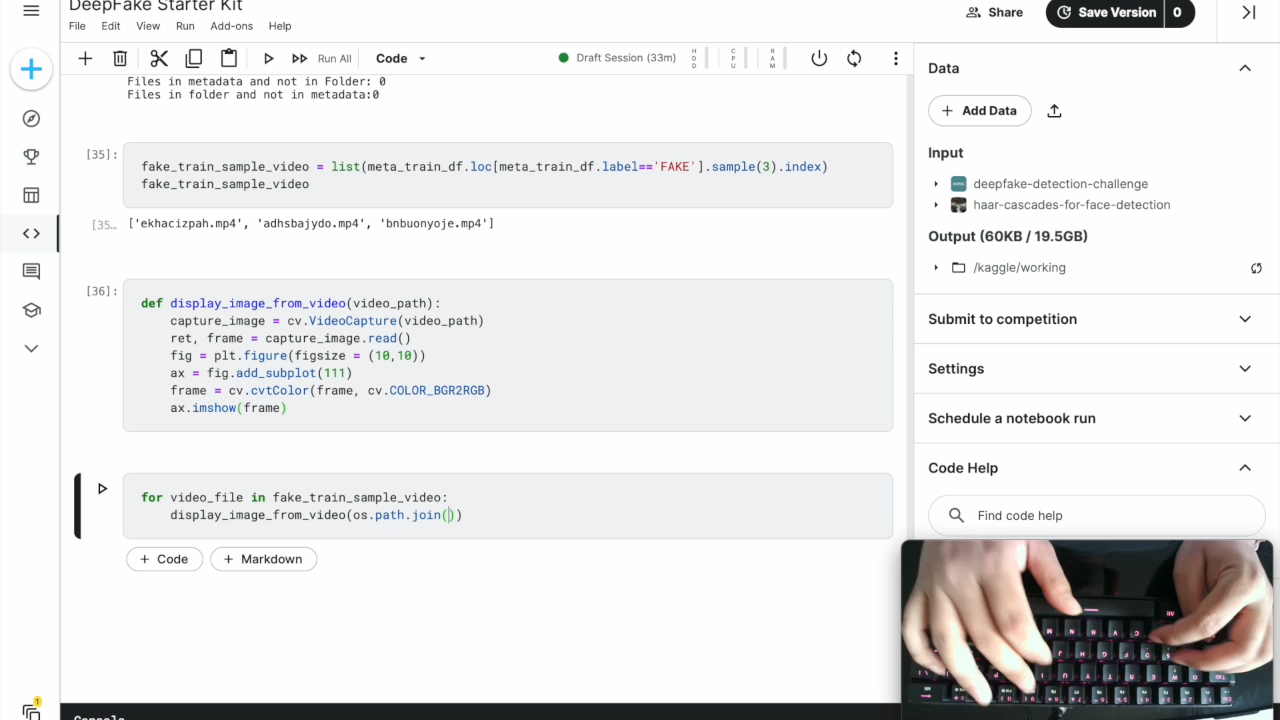 DeepFake Starter Kit
File Edit View Run Add-ons Help
Share
Save Version 0
Run All
Code
Draft Session (33m)
HDD
CPU
RAM
Files in metadata and not in Folder: 0
Files in folder and not in metadata:0
[35]:
fake_train_sample_video = list(meta_train_df.loc[meta_train_df.label=='FAKE'].sample(3).index)
fake_train_sample_video
[35…
['ekhacizpah.mp4', 'adhsbajydo.mp4', 'bnbuonyoje.mp4']
[36]:
def display_image_from_video(video_path):
capture_image = cv.VideoCapture(video_path)
ret, frame = capture_image.read()
fig = plt.figure(figsize = (10,10))
ax = fig.add_subplot(111)
frame = cv.cvtColor(frame, cv.COLOR_BGR2RGB)
ax.imshow(frame)
for video_file in fake_train_sample_video:
display_image_from_video(os.path.join())
+ Code
+ Markdown
Console
1
Data
+ Add Data
Input
deepfake-detection-challenge
haar-cascades-for-face-detection
Output (60KB / 19.5GB)
/kaggle/working
Submit to competition
Settings
Schedule a notebook run
Code Help
Find code help